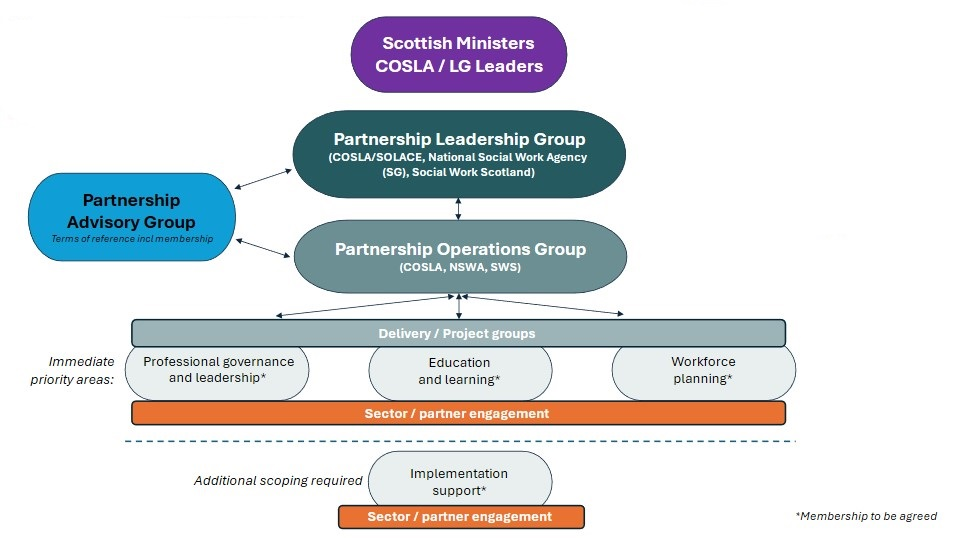 Scottish Ministers
COSLA / LG Leaders
Partnership Leadership Group
(COSLA/SOLACE, National Social Work Agency
(SG), Social Work Scotland)
Partnership
Advisory Group
Terms of reference incl membership
Partnership Operations Group
(COSLA, NSWA, SWS)
Delivery / Project groups
Immediate
priority areas:
Professional governance
and leadership*
Education
and learning*
Workforce
planning*
Sector / partner engagement
Additional scoping required
Implementation
support*
Sector / partner engagement
*Membership to be agreed